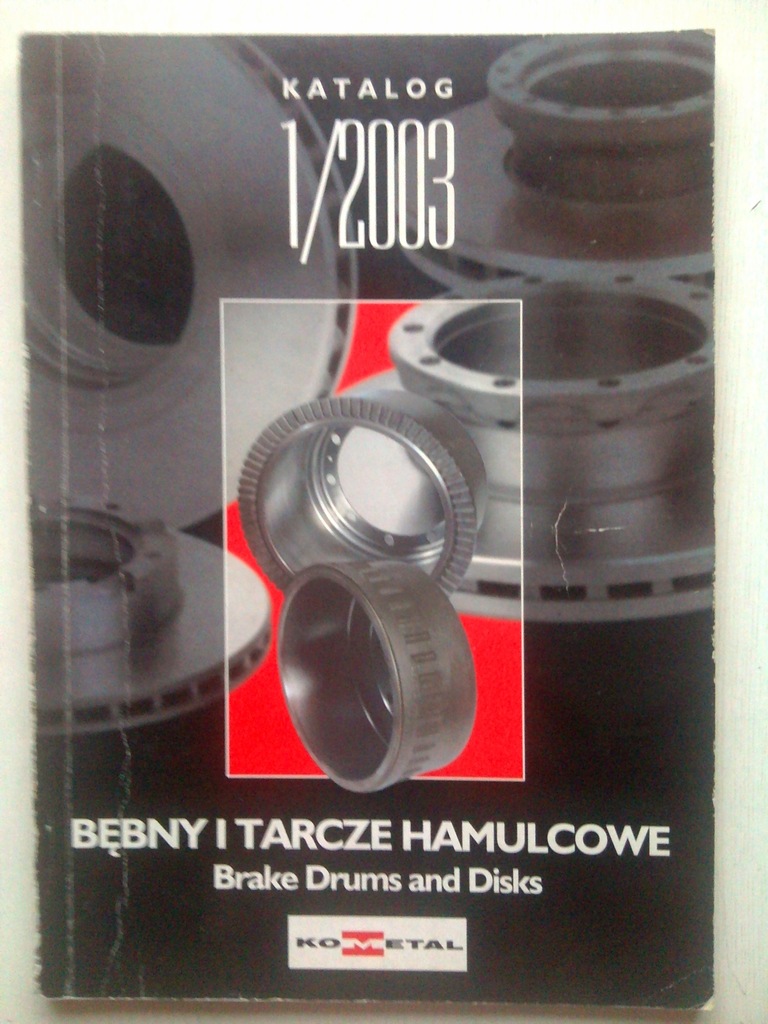 KATALOG
1/2003
BĘBNY I TARCZE HAMULCOWE
Brake Drums and Disks
KOMETAL